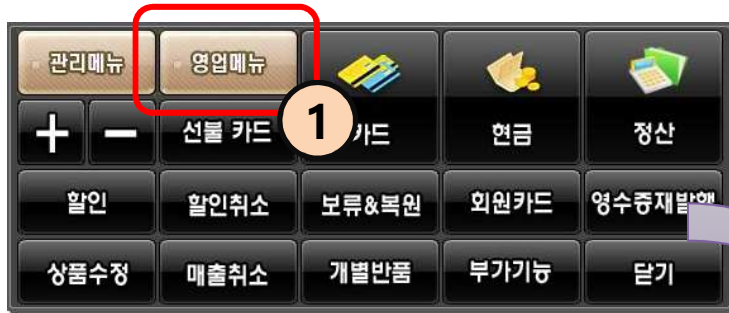 관리메뉴 영업메뉴
+ - 선불 카드 1 카드 현금 정산
할인 할인취소 보류&복원 회원카드 영수증재발행
상품수정 매출취소 개별반품 부가기능 닫기